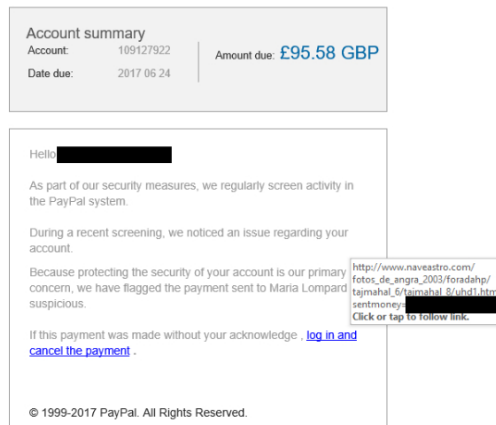 Account summary
Account: 109127922
Amount due: £95.58 GBP
Date due: 2017 06 24
Hello
As part of our security measures, we regularly screen activity in
the PayPal system.
During a recent screening, we noticed an issue regarding your
account.
Because protecting the security of your account is our primary
concern, we have flagged the payment sent to Maria Lompard
suspicious.
If this payment was made without your acknowledge , log in and
cancel the payment .
http://www.naveastro.com/
fotos_de_angra_2003/foradahp/
tajmahal_6/tajmahal_8/uhd1.htm
sentmoney=
Click or tap to follow link.
© 1999-2017 PayPal. All Rights Reserved.